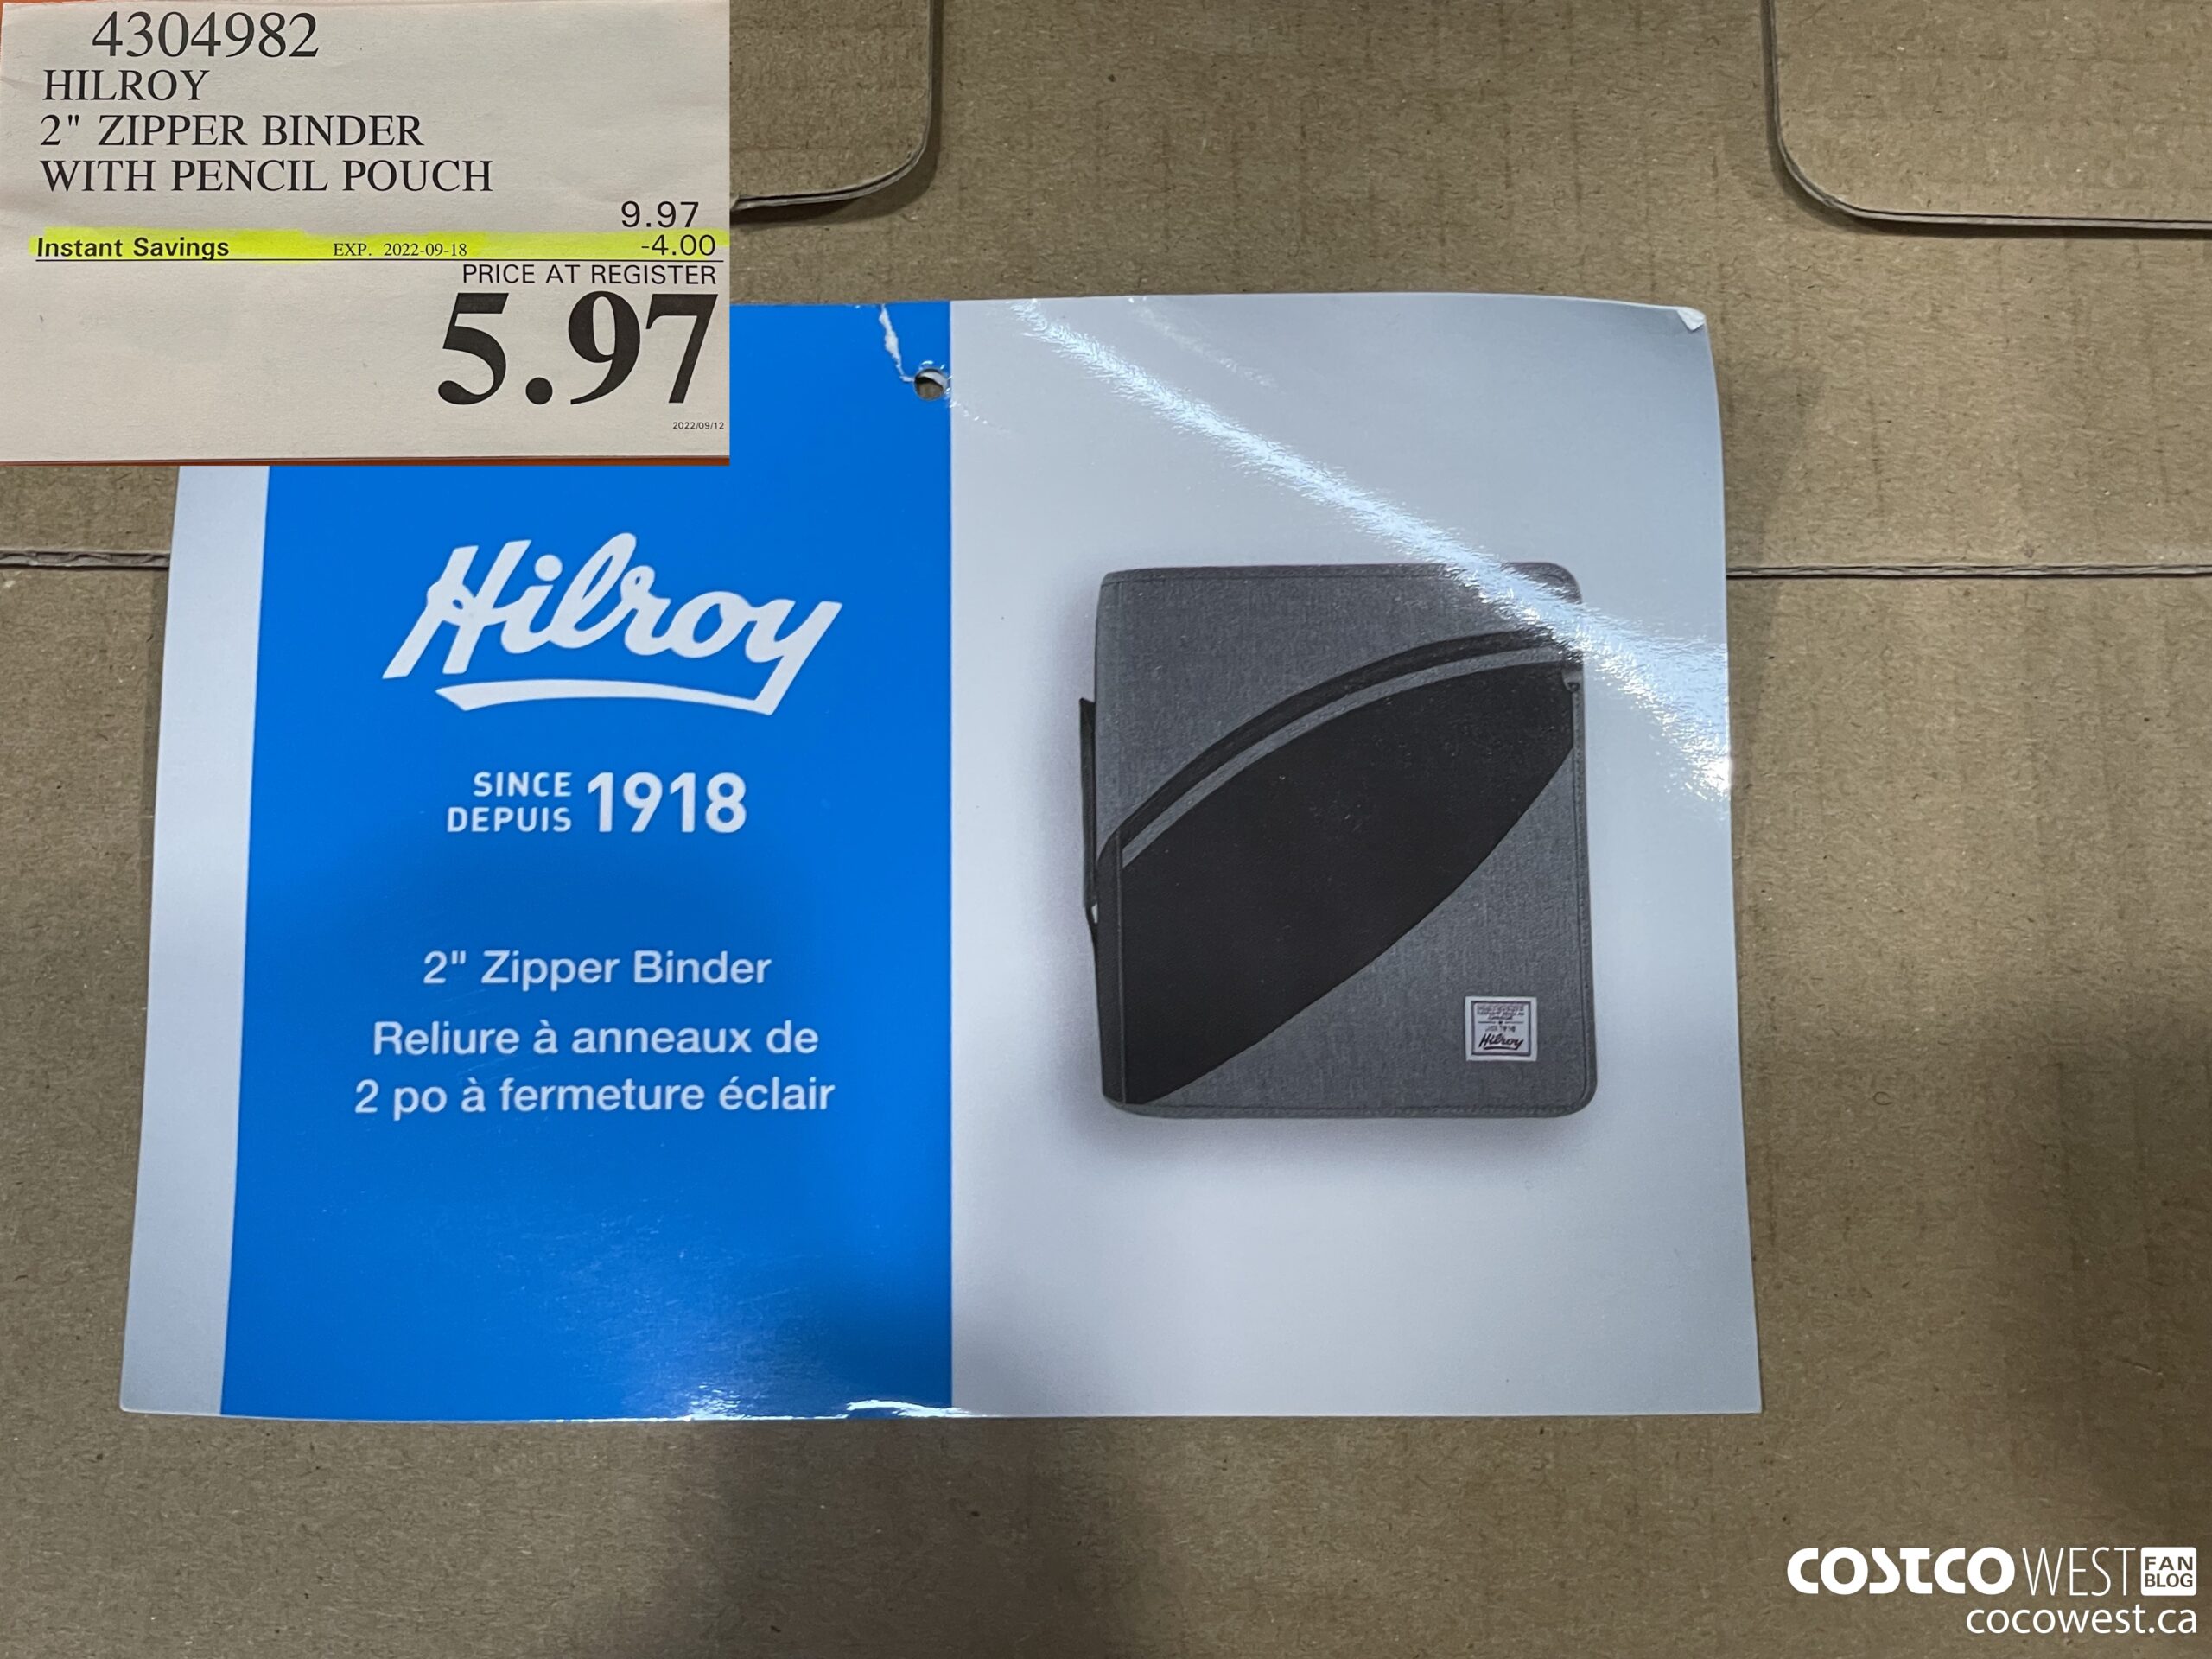 4304982
HILROY
2" ZIPPER BINDER
WITH PENCIL POUCH
9.97
Instant Savings EXP. 2022-09-18 -4.00
PRICE AT REGISTER
5.97
2022/09/12
Hilroy
SINCE
DEPUIS 1918
2" Zipper Binder
Reliure à anneaux de
2 po à fermeture éclair
Hilroy
COSTCO WEST FAN BLOG
cocowest.ca